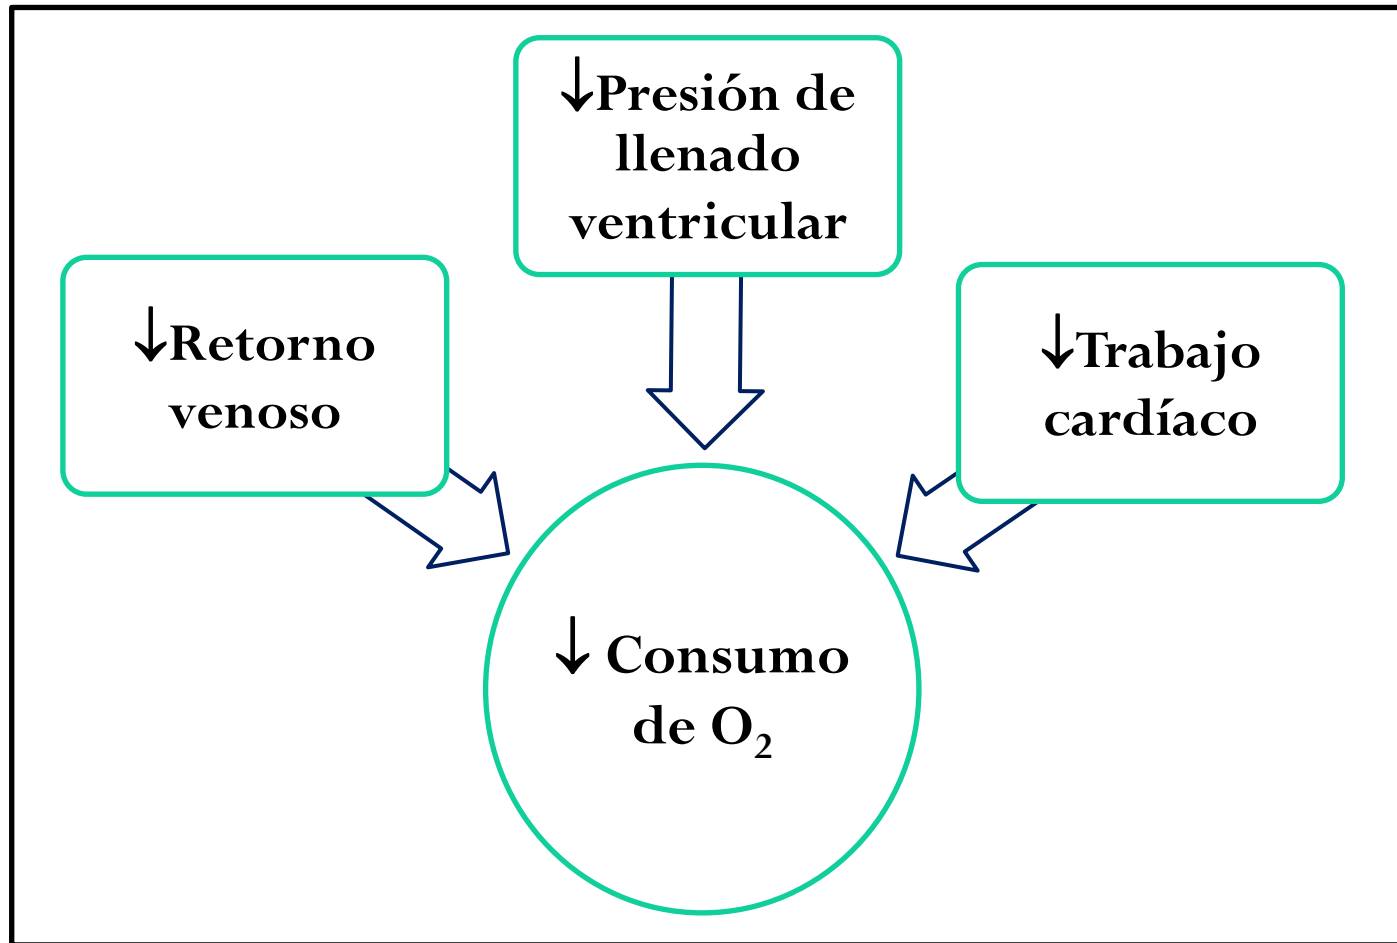 ↓Presión de
llenado
ventricular
↓Retorno
venoso
↓Trabajo
cardíaco
↓ Consumo
de O₂